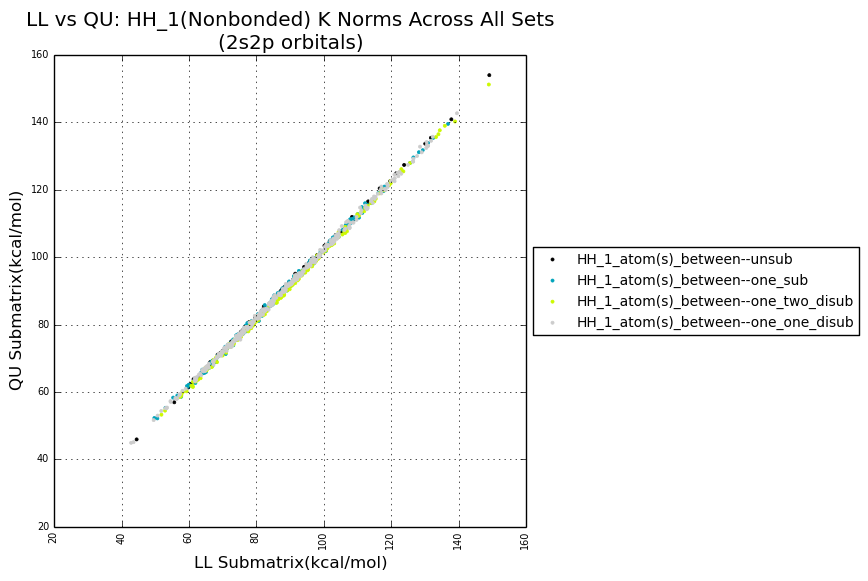 LL vs QU: HH_1(Nonbonded) K Norms Across All Sets
(2s2p orbitals)
160
140
120
100
80
60
40
20
QU Submatrix(kcal/mol)
20 40 60 80 100 120 140 160
LL Submatrix(kcal/mol)
HH_1_atom(s)_between--unsub
HH_1_atom(s)_between--one_sub
HH_1_atom(s)_between--one_two_disub
HH_1_atom(s)_between--one_one_disub